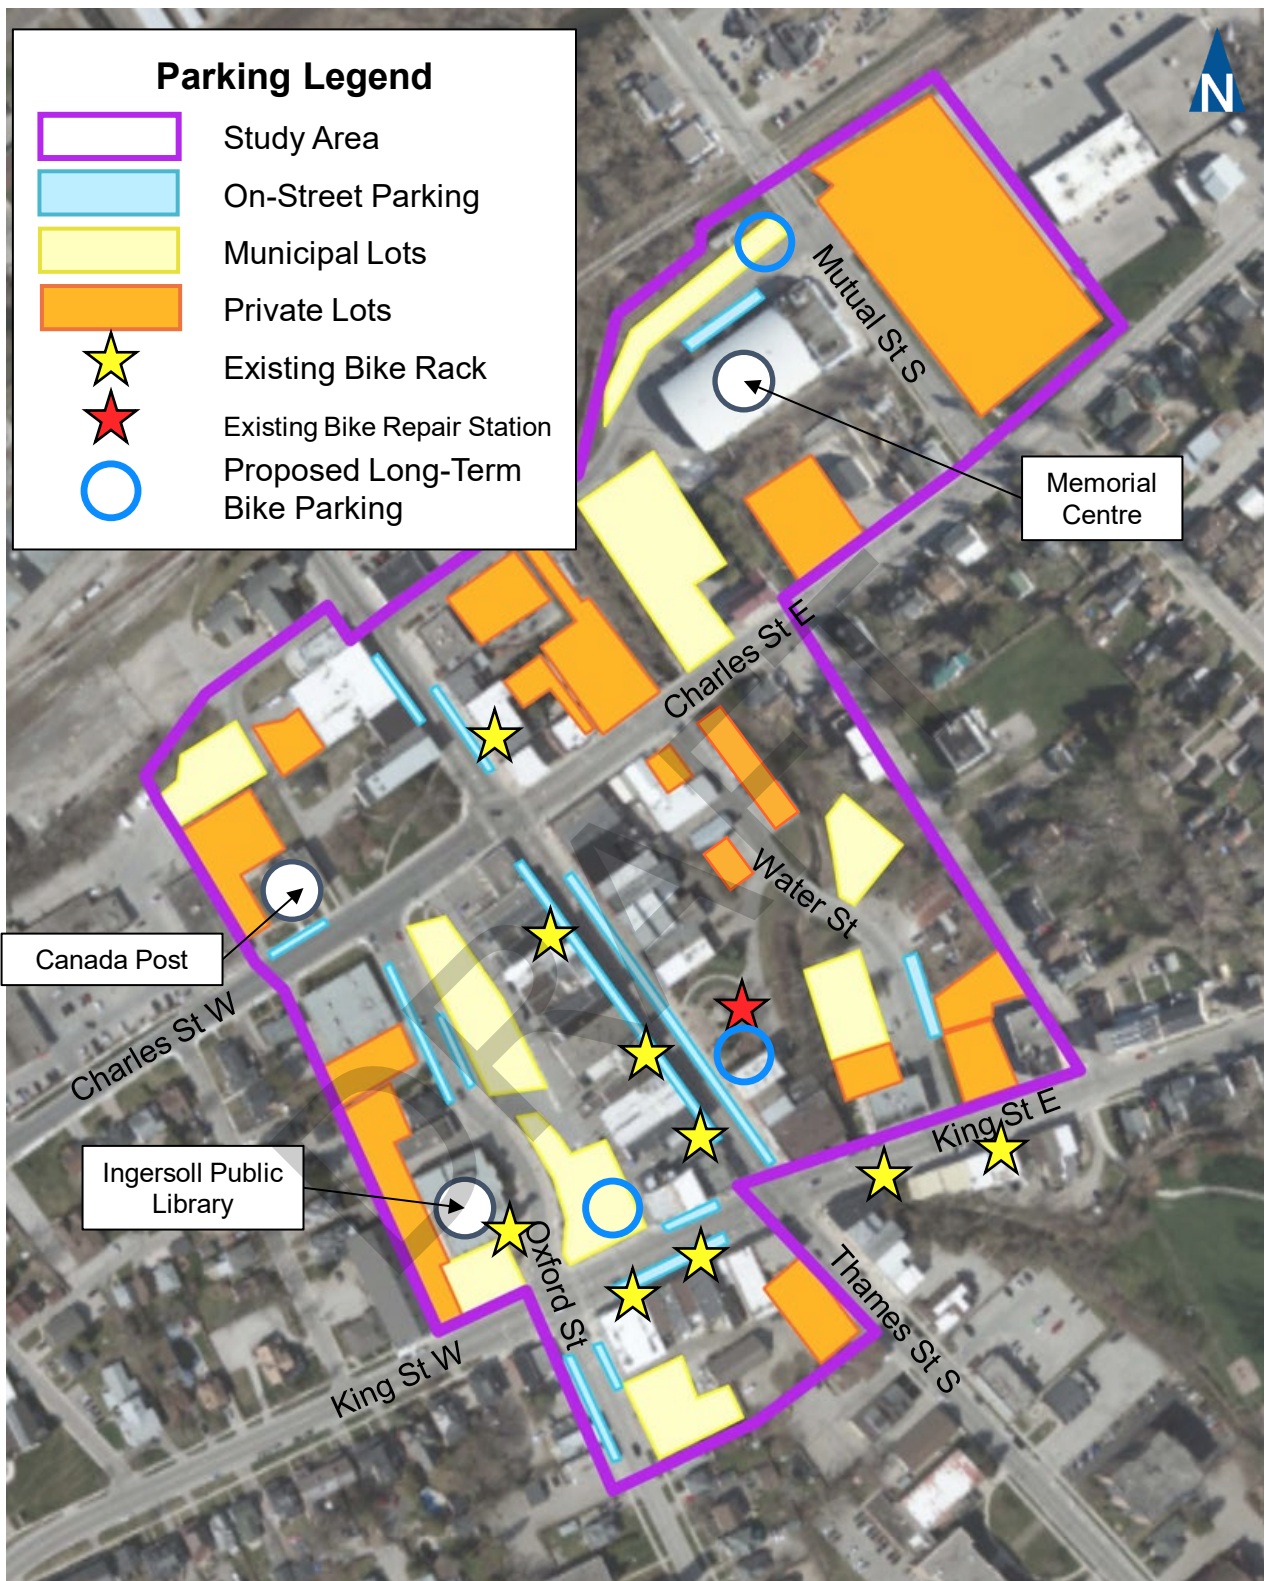 Parking Legend
Study Area
On-Street Parking
Municipal Lots
Private Lots
Existing Bike Rack
Existing Bike Repair Station
Proposed Long-Term
Bike Parking
N
Mutual St S
Memorial
Centre
Charles St E
Water St
Canada Post
Charles St W
King St E
Ingersoll Public
Library
Oxford St
Thames St S
King St W
DRAFT